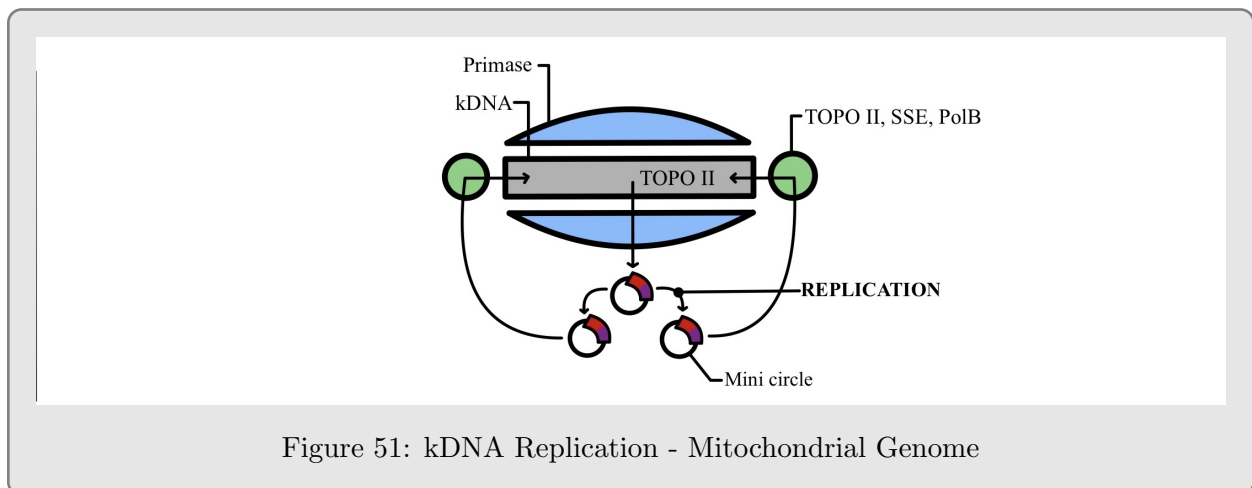 Primase
kDNA
TOPO II, SSE, PolB
TOPO II
REPLICATION
Mini circle
Figure 51: kDNA Replication - Mitochondrial Genome